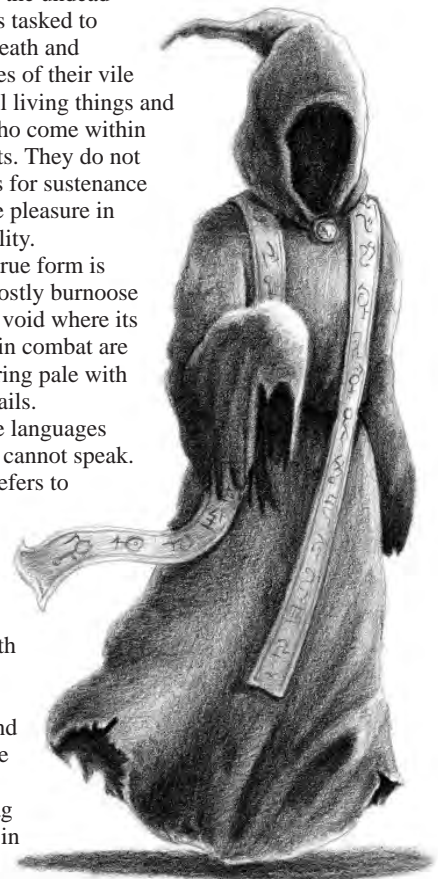 the undead
s tasked to
eath and
es of their vile
l living things and
ho come within
ts. They do not
s for sustenance
e pleasure in
lity.
rue form is
ostly burnoose
void where its
in combat are
ring pale with
ails.
e languages
cannot speak.
efers to
th
nd
e
g
in